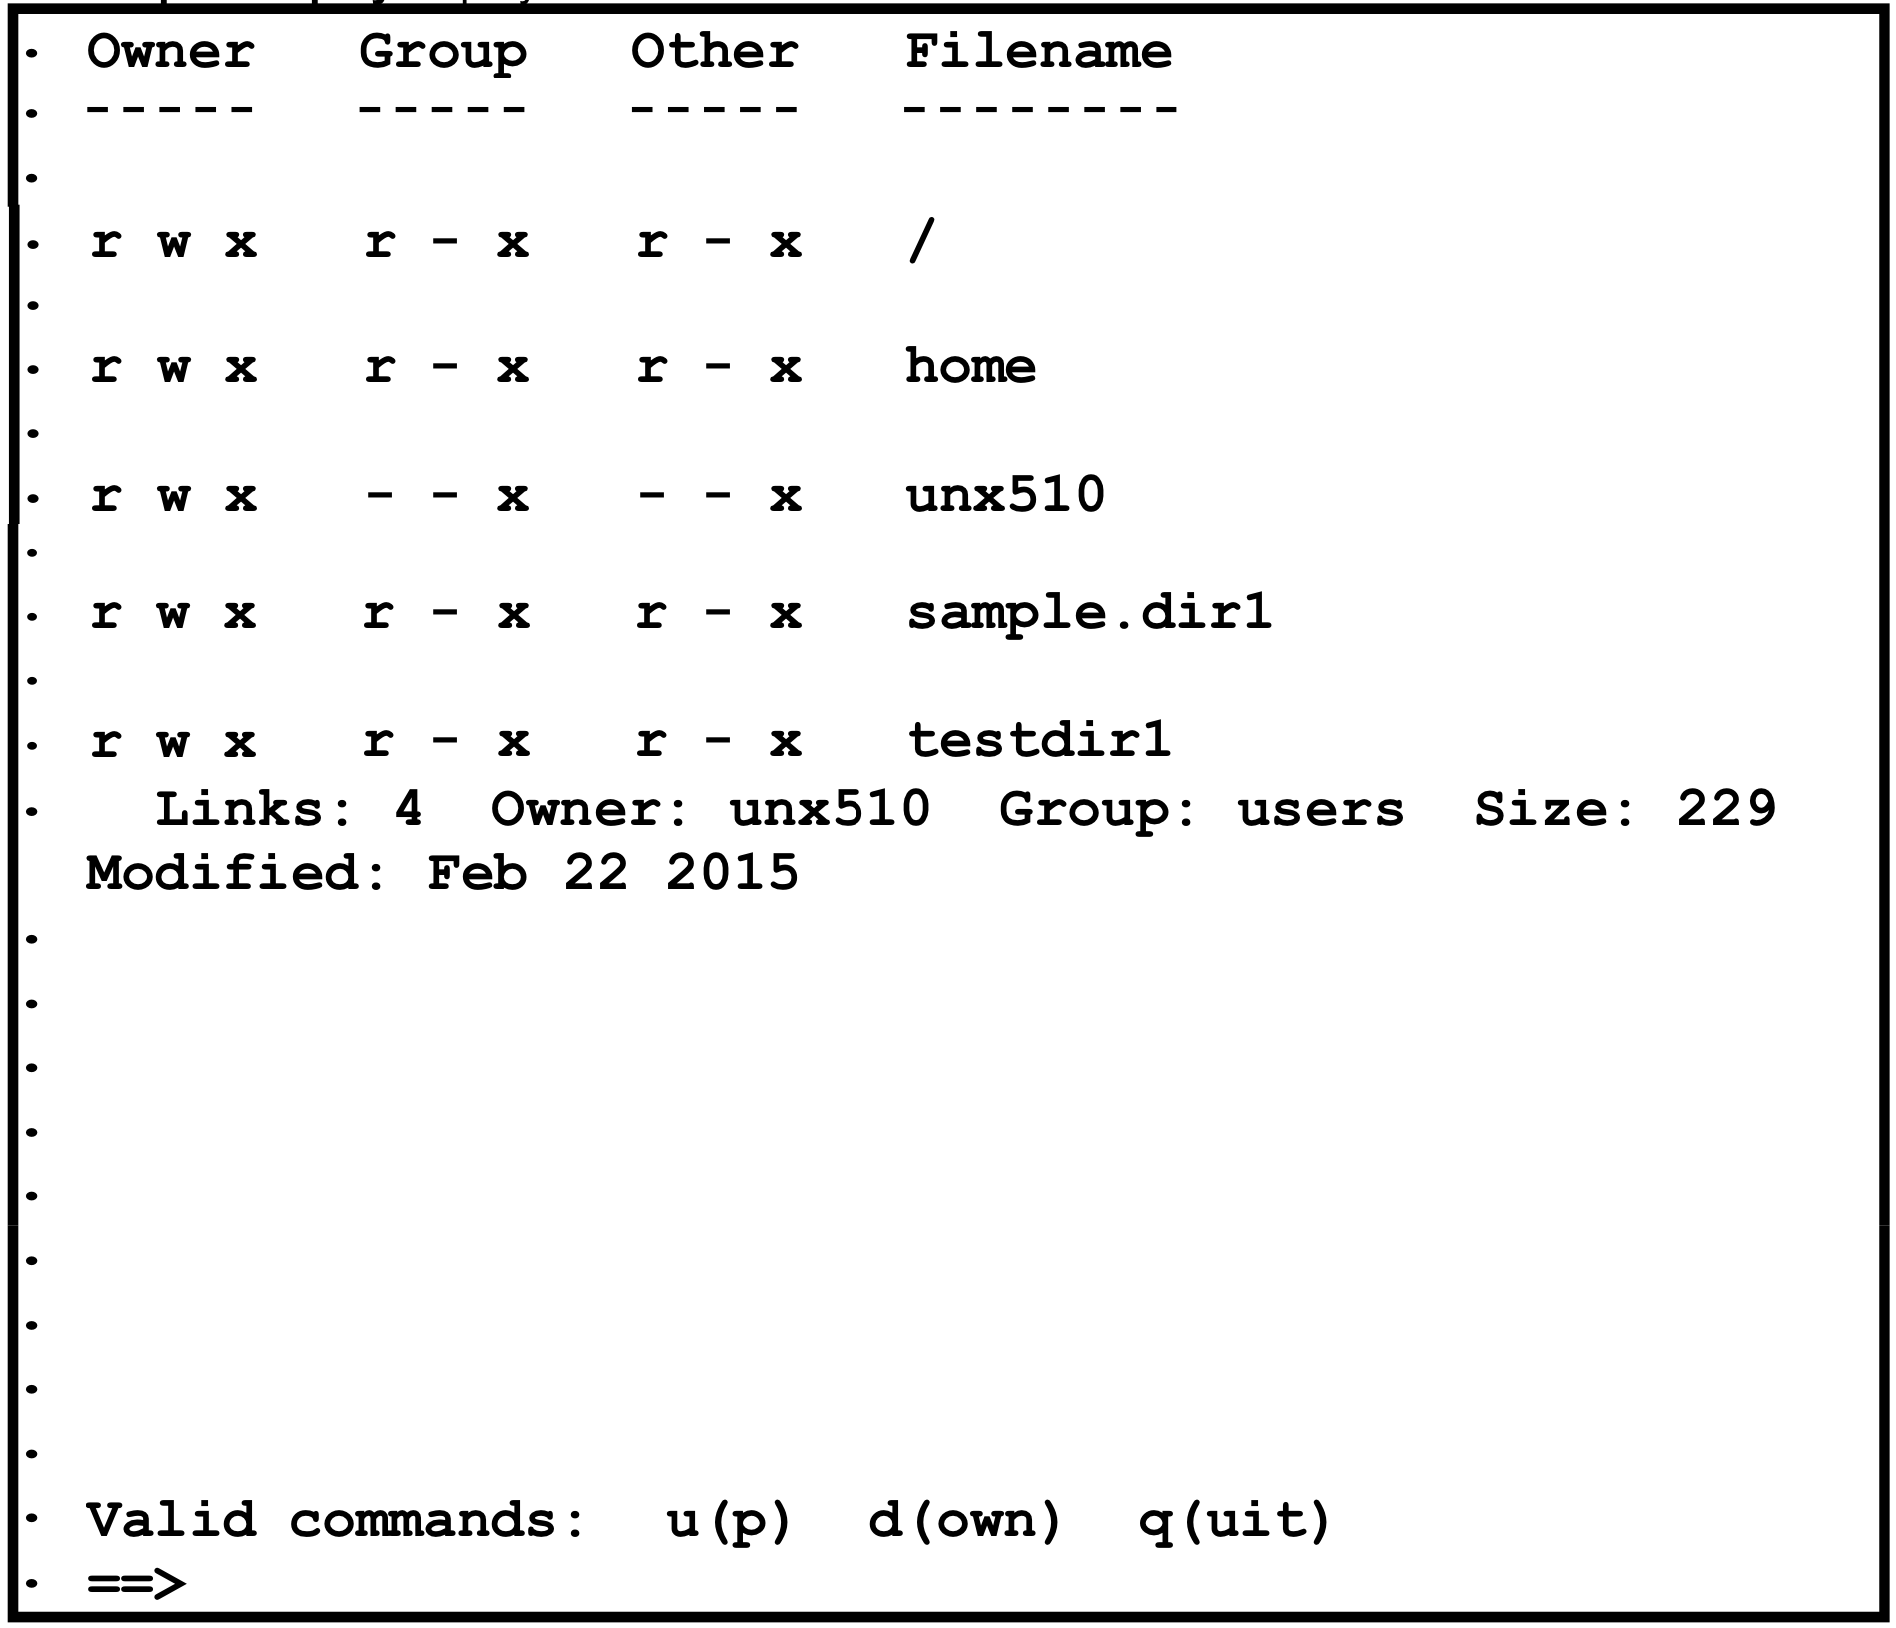 · Owner   Group   Other   Filename
· -----   -----   -----   --------
·
· r w x   r - x   r - x   /
·
· r w x   r - x   r - x   home
·
· r w x   - - x   - - x   unx510
·
· r w x   r - x   r - x   sample.dir1
·
· r w x   r - x   r - x   testdir1
·   Links: 4  Owner: unx510  Group: users  Size: 229
Modified: Feb 22 2015
·
·
·
·
·
·
·
·
·
· Valid commands:  u(p)  d(own)  q(uit)
· ==>